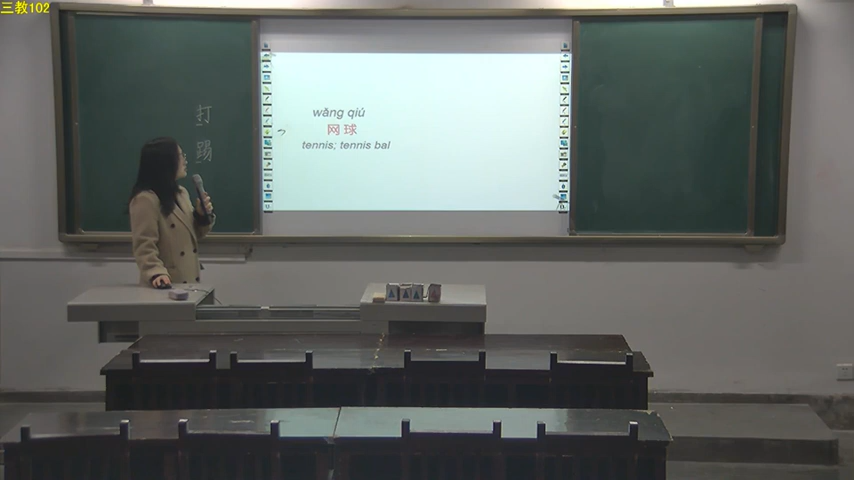 三教102
打
踢
wǎng qiú
网 球
tennis; tennis bal